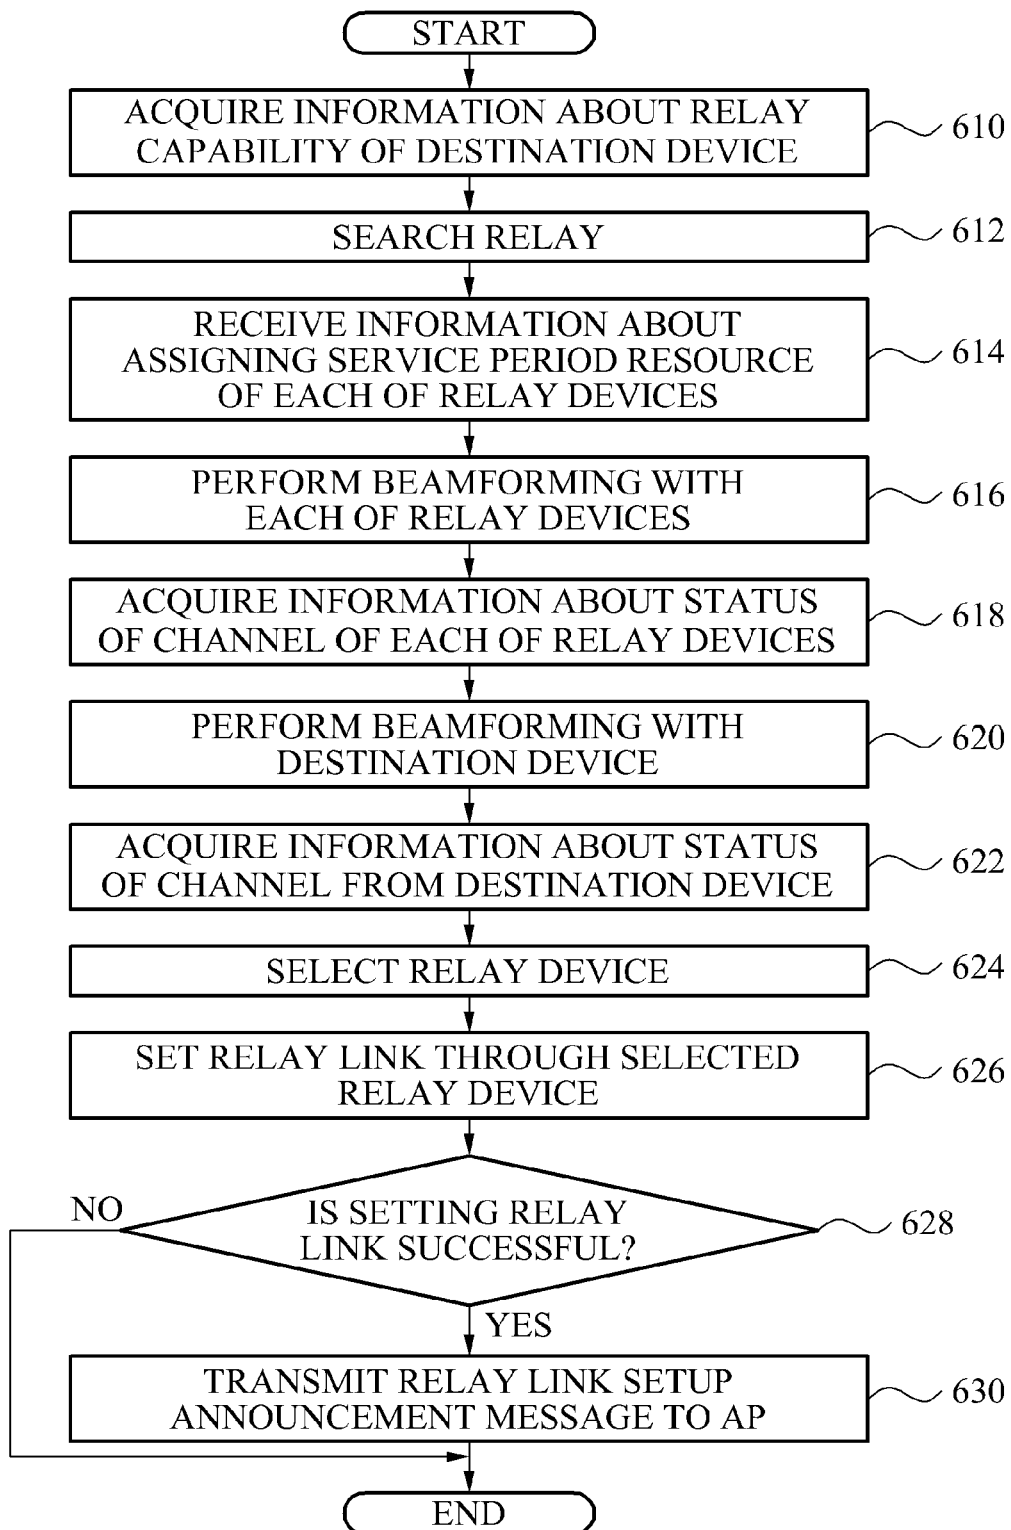 START
ACQUIRE INFORMATION ABOUT RELAY
CAPABILITY OF DESTINATION DEVICE
610
SEARCH RELAY
612
RECEIVE INFORMATION ABOUT
ASSIGNING SERVICE PERIOD RESOURCE
OF EACH OF RELAY DEVICES
614
PERFORM BEAMFORMING WITH
EACH OF RELAY DEVICES
616
ACQUIRE INFORMATION ABOUT STATUS
OF CHANNEL OF EACH OF RELAY DEVICES
618
PERFORM BEAMFORMING WITH
DESTINATION DEVICE
620
ACQUIRE INFORMATION ABOUT STATUS
OF CHANNEL FROM DESTINATION DEVICE
622
SELECT RELAY DEVICE
624
SET RELAY LINK THROUGH SELECTED
RELAY DEVICE
626
NO
IS SETTING RELAY
LINK SUCCESSFUL?
628
YES
TRANSMIT RELAY LINK SETUP
ANNOUNCEMENT MESSAGE TO AP
630
END